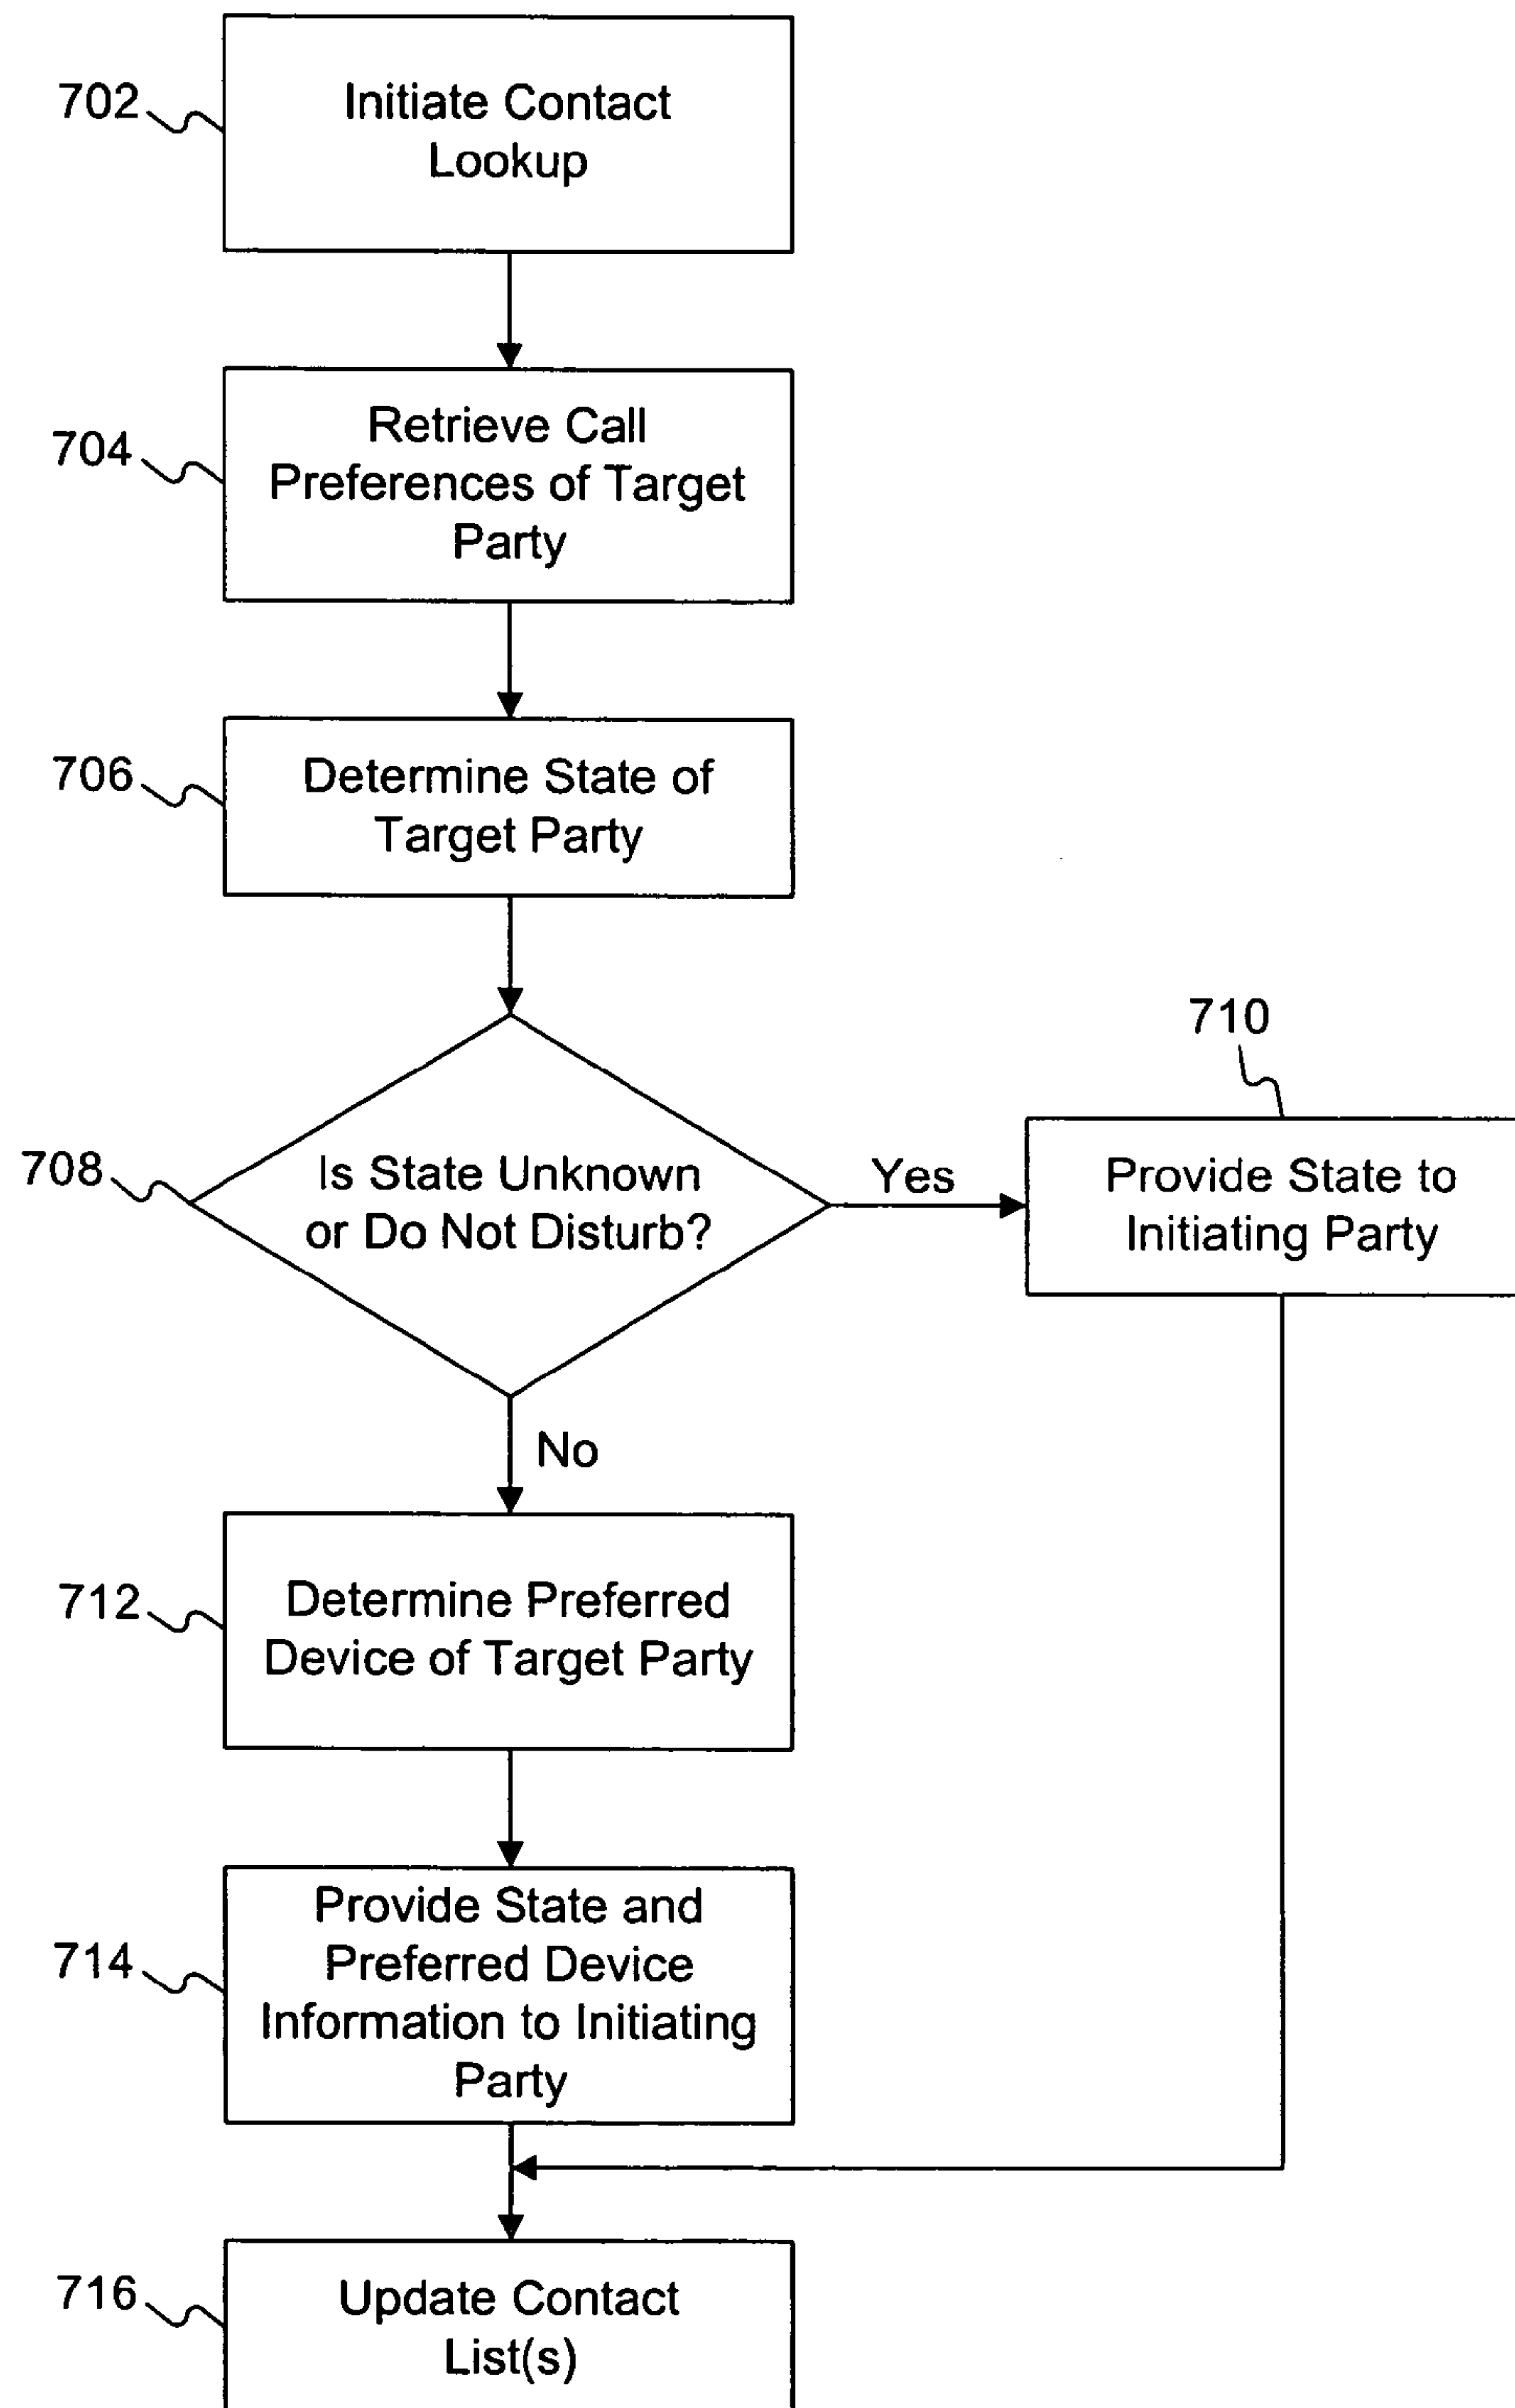 702
Initiate Contact
Lookup
704
Retrieve Call
Preferences of Target
Party
706
Determine State of
Target Party
708
Is State Unknown
or Do Not Disturb?
Yes
710
Provide State to
Initiating Party
No
712
Determine Preferred
Device of Target Party
714
Provide State and
Preferred Device
Information to Initiating
Party
716
Update Contact
List(s)